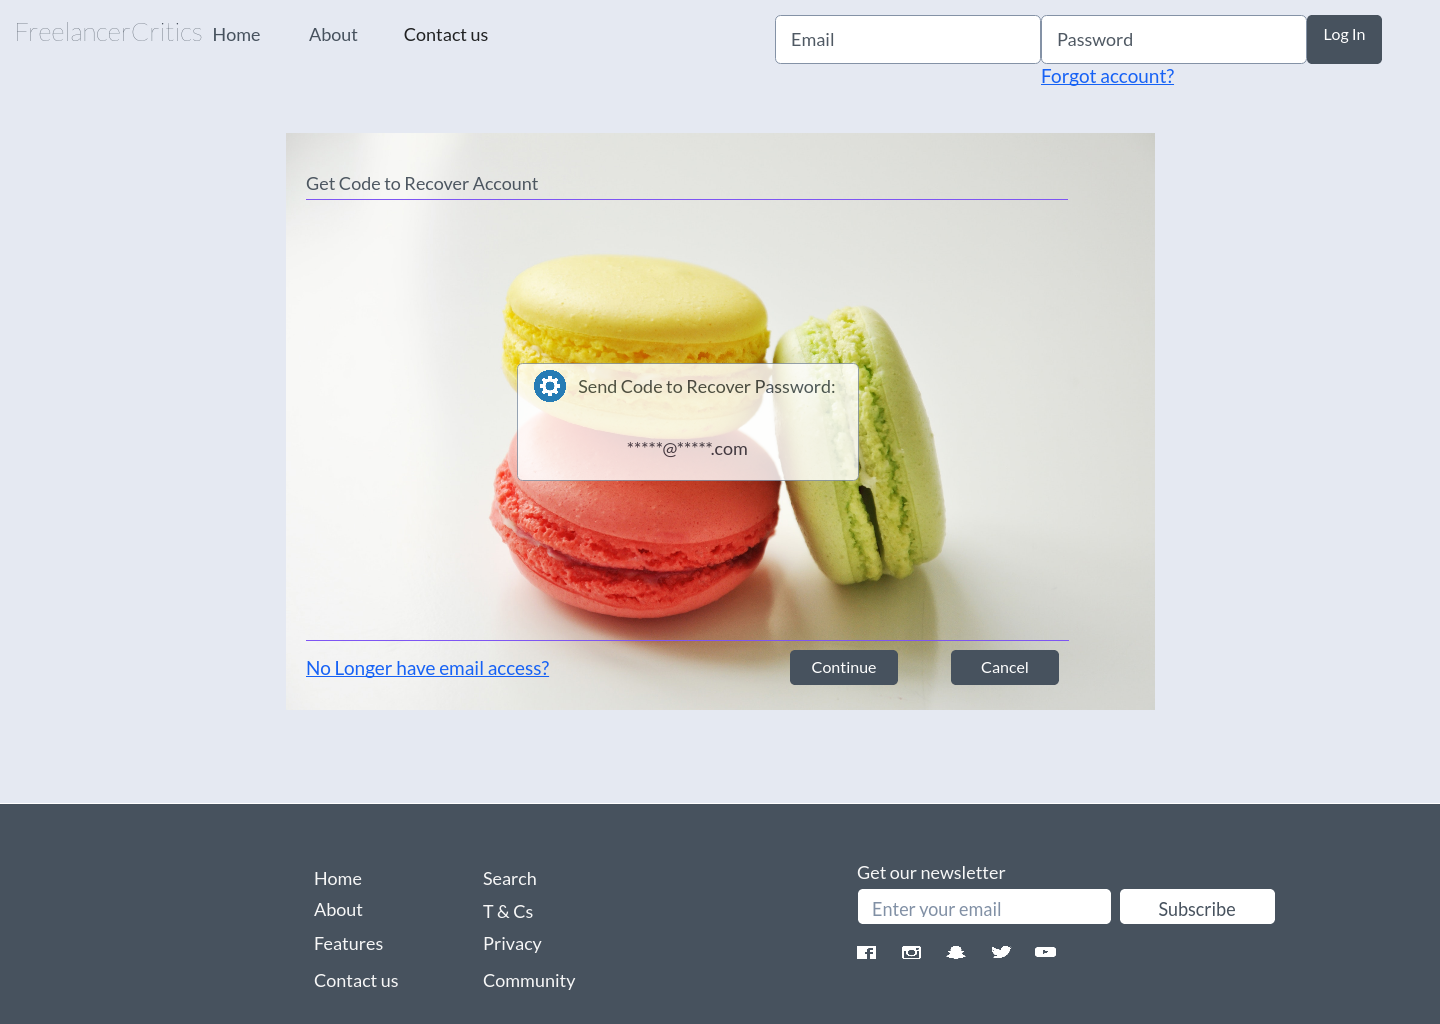 FreelancerCritics Home About Contact us Email Password Log In
Forgot account?
Get Code to Recover Account
Send Code to Recover Password:
*****@*****.com
No Longer have email access? Continue Cancel
Get our newsletter
Home Search
Enter your email Subscribe
About T & Cs
Features Privacy
Contact us Community